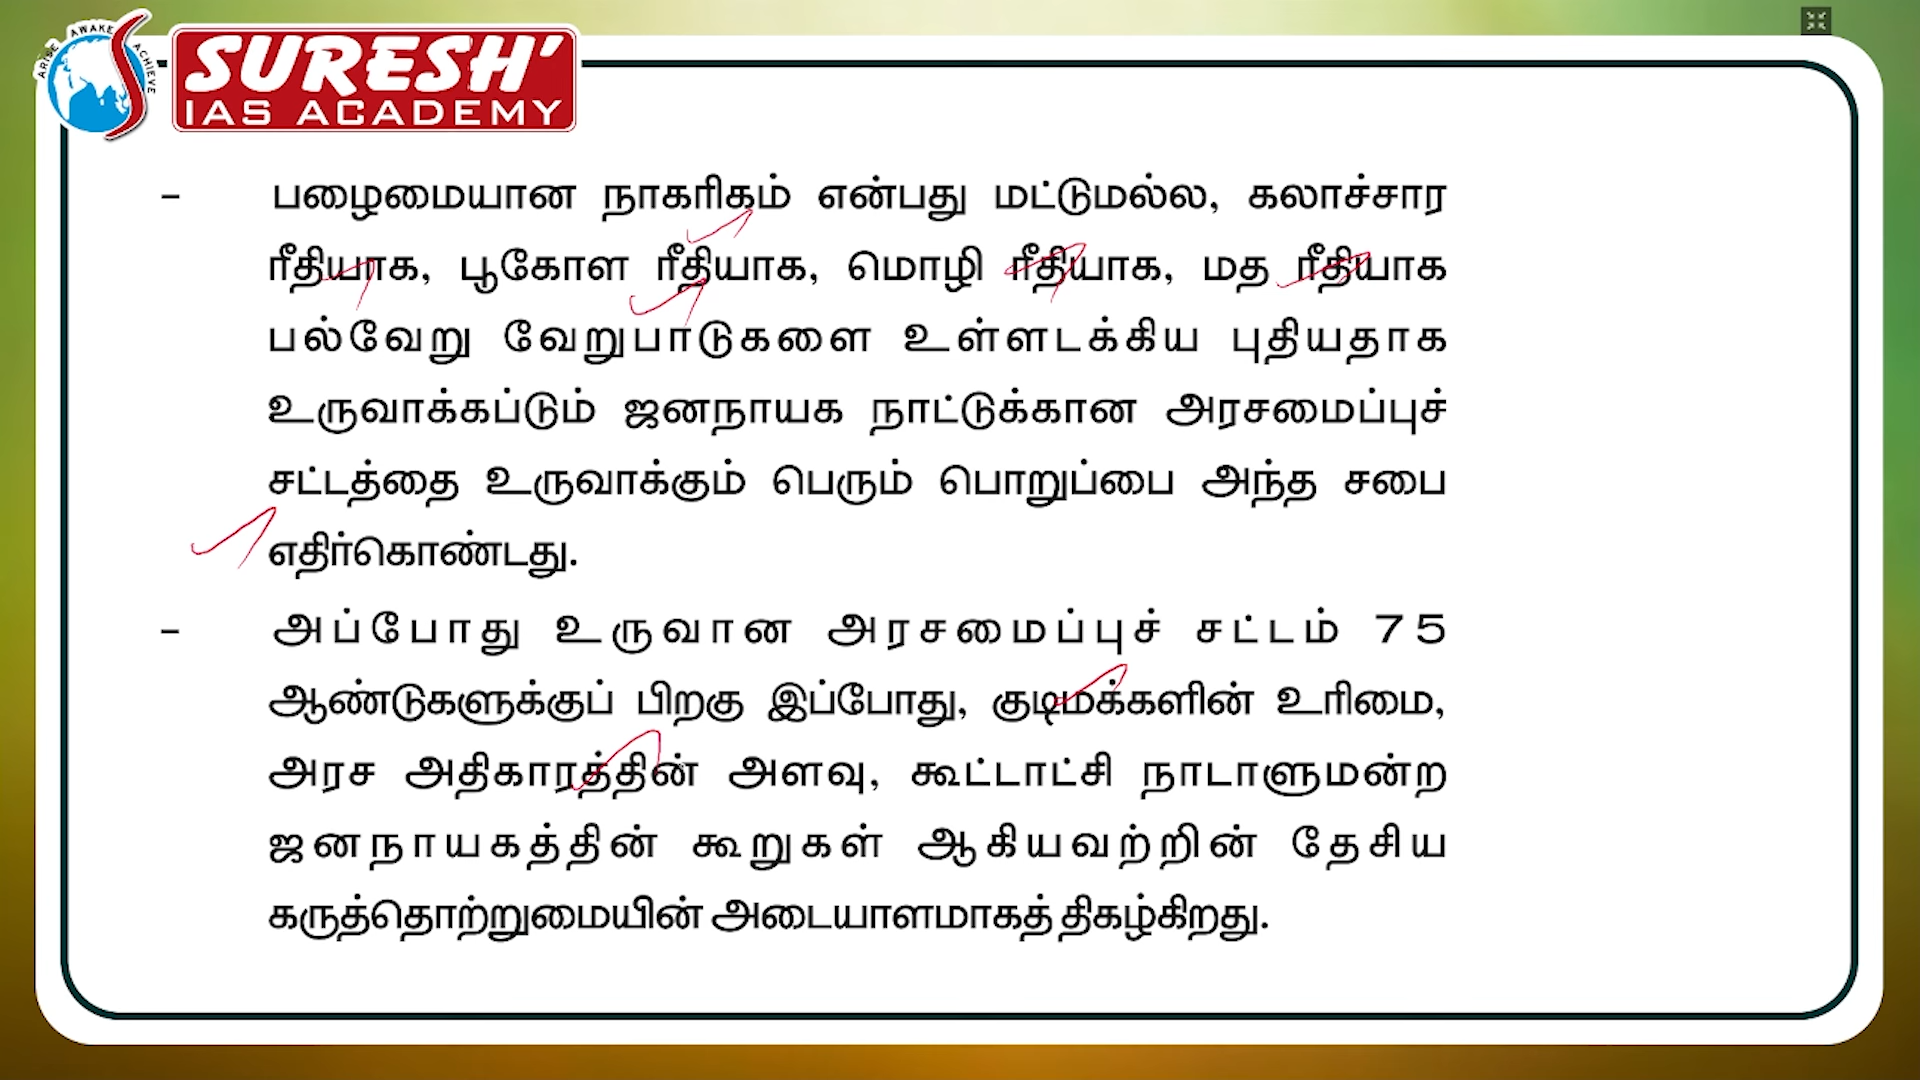 ARISE AWAKE ACHIEVE
SURESH'
IAS ACADEMY
- பழைமையான நாகரிகம் என்பது மட்டுமல்ல, கலாச்சார
ரீதியாக, பூகோள ரீதியாக, மொழி ரீதியாக, மத ரீதியாக
பல்வேறு வேறுபாடுகளை உள்ளடக்கிய புதியதாக
உருவாக்கப்டும் ஜனநாயக நாட்டுக்கான அரசமைப்புச்
சட்டத்தை உருவாக்கும் பெரும் பொறுப்பை அந்த சபை
எதிர்கொண்டது.
- அப்போது உருவான அரசமைப்புச் சட்டம் 75
ஆண்டுகளுக்குப் பிறகு இப்போது, குடிமக்களின் உரிமை,
அரச அதிகாரத்தின் அளவு, கூட்டாட்சி நாடாளுமன்ற
ஜனநாயகத்தின் கூறுகள் ஆகியவற்றின் தேசிய
கருத்தொற்றுமையின் அடையாளமாகத் திகழ்கிறது.